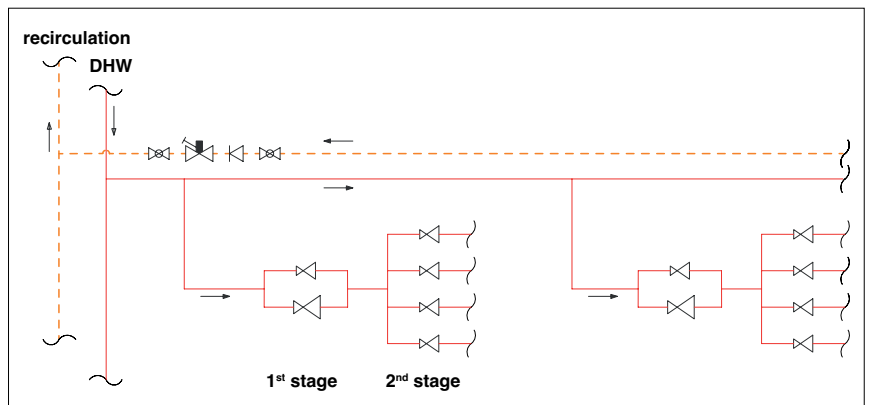 recirculation
DHW
1st stage 2nd stage